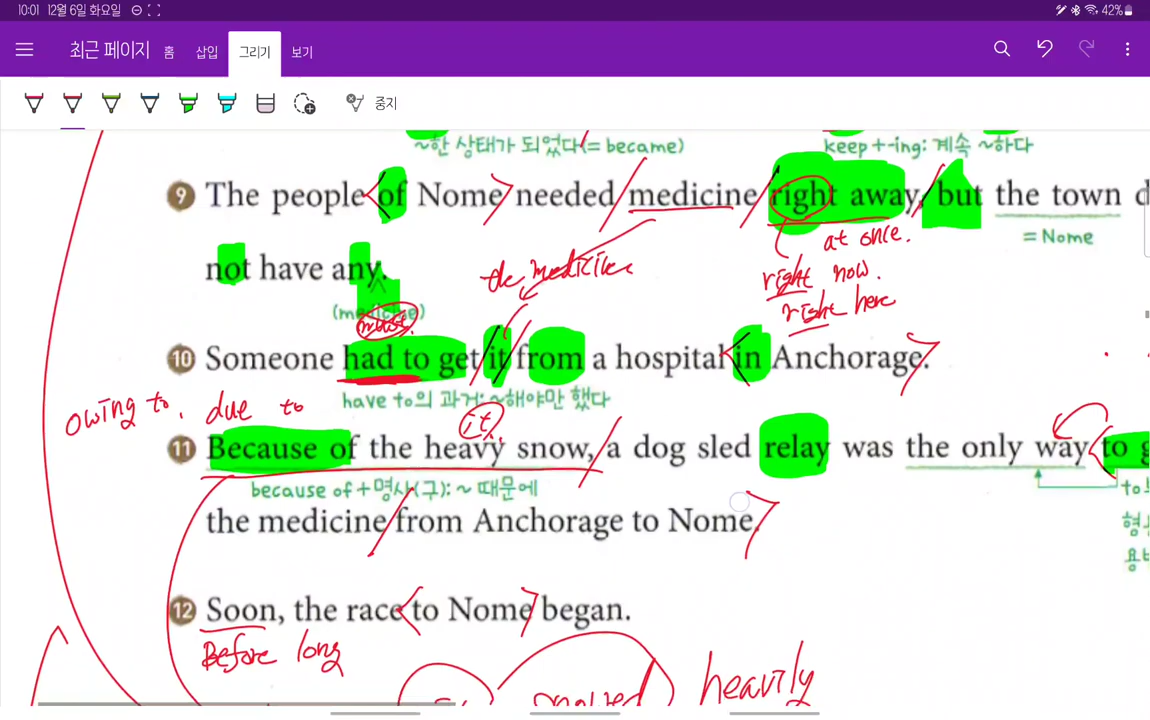 10:01 12월 6일 화요일
42%
최근 페이지 홈 삽입 그리기 보기
중지
~한 상태가 되었다(= became)
keep +-ing: 계속 ~하다
9 The people of Nome needed medicine right away, but the town d
at once.
= Nome
not have any.
the medicine
right now.
right here
(medicine)
must
10 Someone had to get it from a hospital in Anchorage.
have to의 과거: ~해야만 했다
owing to, due to
it
11 Because of the heavy snow, a dog sled relay was the only way to g
because of + 명사(구): ~ 때문에
to
the medicine from Anchorage to Nome.
12 Soon, the race to Nome began.
Before long
snowed heavily